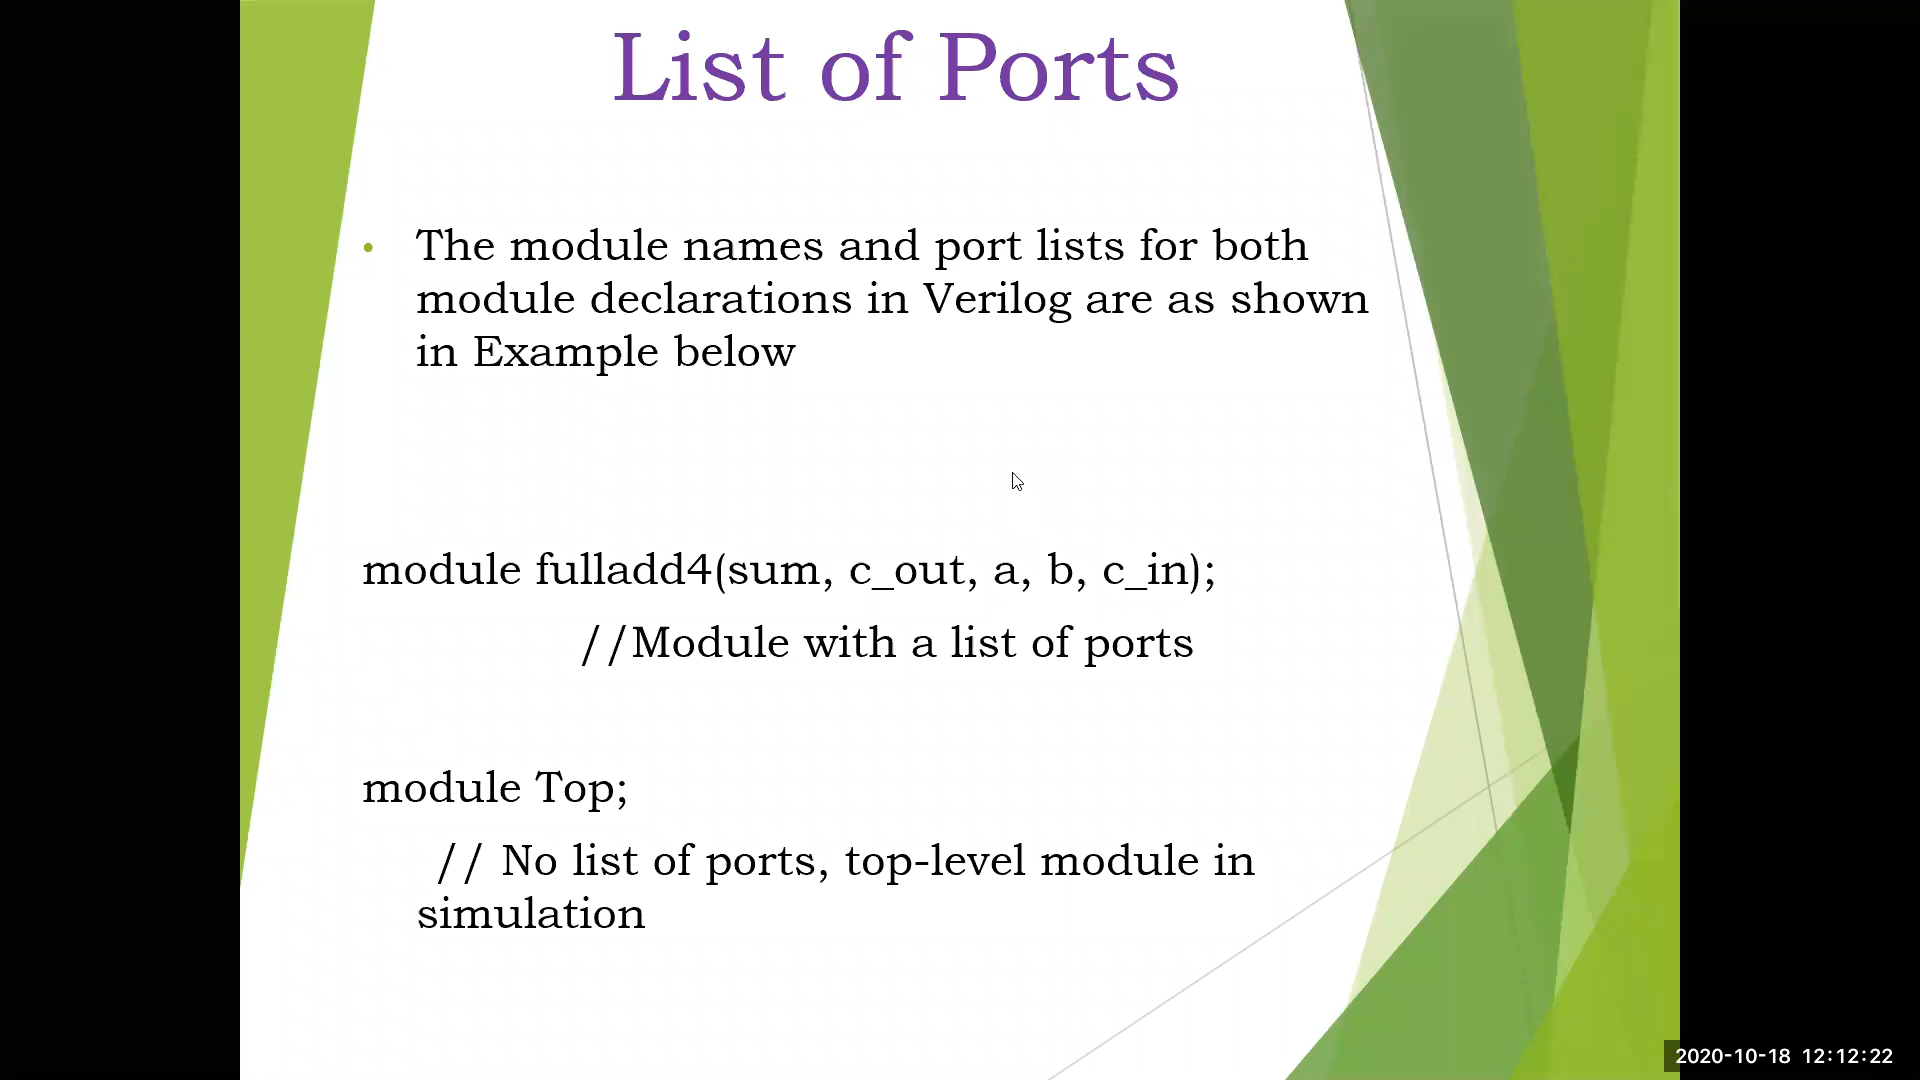 List of Ports
• The module names and port lists for both
module declarations in Verilog are as shown
in Example below
module fulladd4(sum, c_out, a, b, c_in);
//Module with a list of ports
module Top;
// No list of ports, top-level module in
simulation
2020-10-18 12:12:22